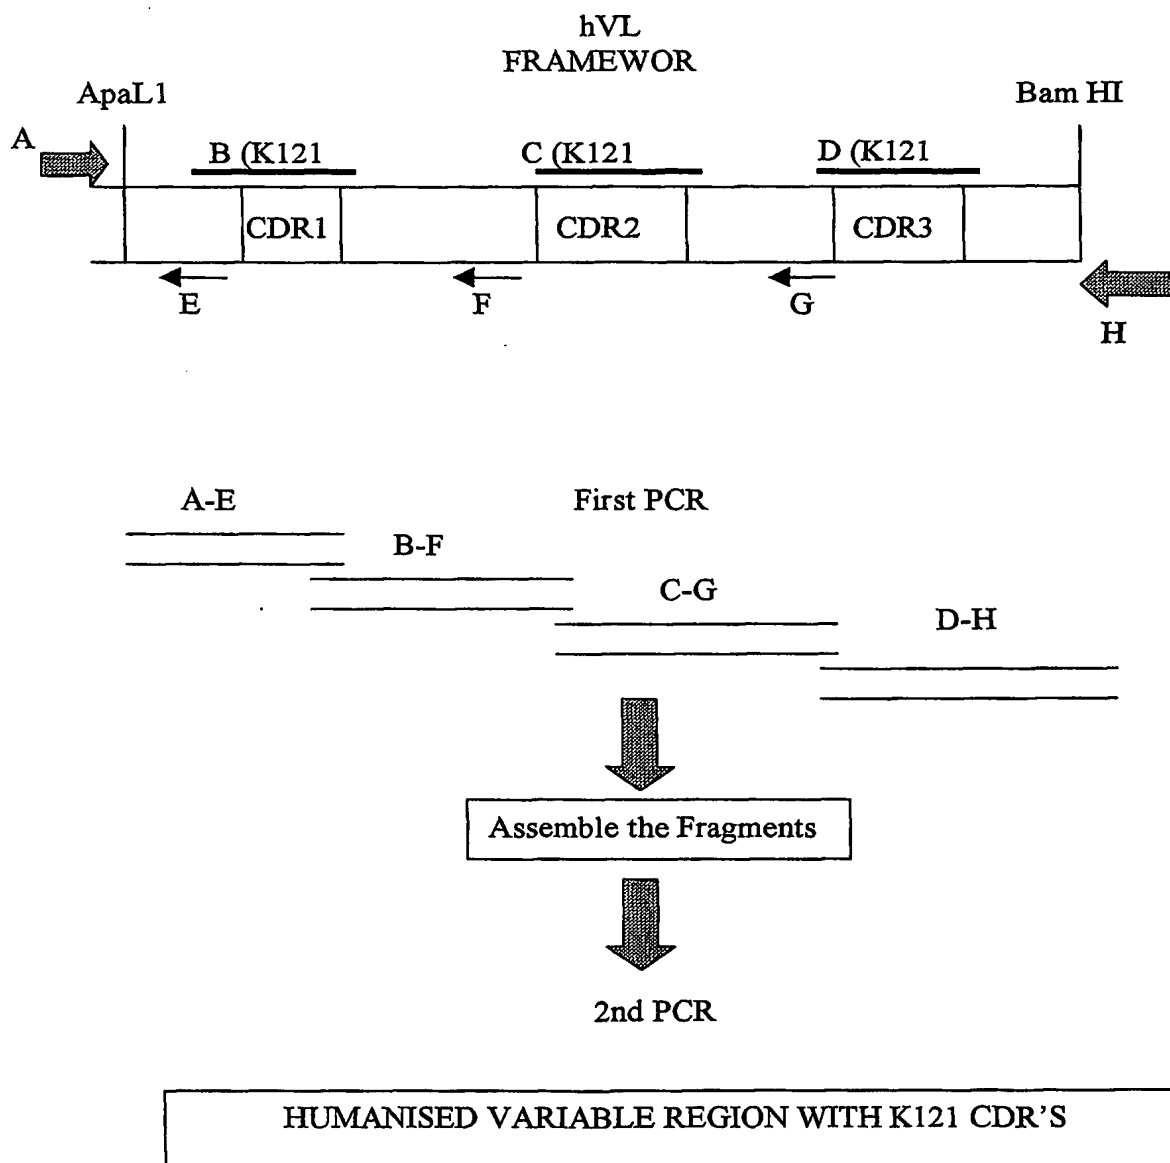 hVL
FRAMEWOR
ApaL1
Bam HI
A
B (K121
C (K121
D (K121
CDR1
CDR2
CDR3
E
F
G
H
A-E
First PCR
B-F
C-G
D-H
Assemble the Fragments
2nd PCR
HUMANISED VARIABLE REGION WITH K121 CDR'S